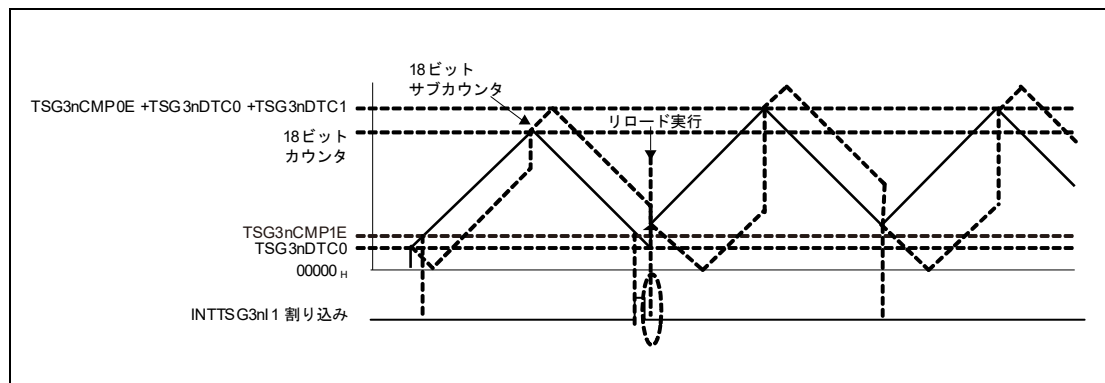 18ビット
サブカウンタ
TSG3nCMP0E +TSG3nDTC0 +TSG3nDTC1
リロード実行
18ビット
カウンタ
TSG3nCMP1E
TSG3nDTC0
00000 H
INTTSG3nI1 割り込み